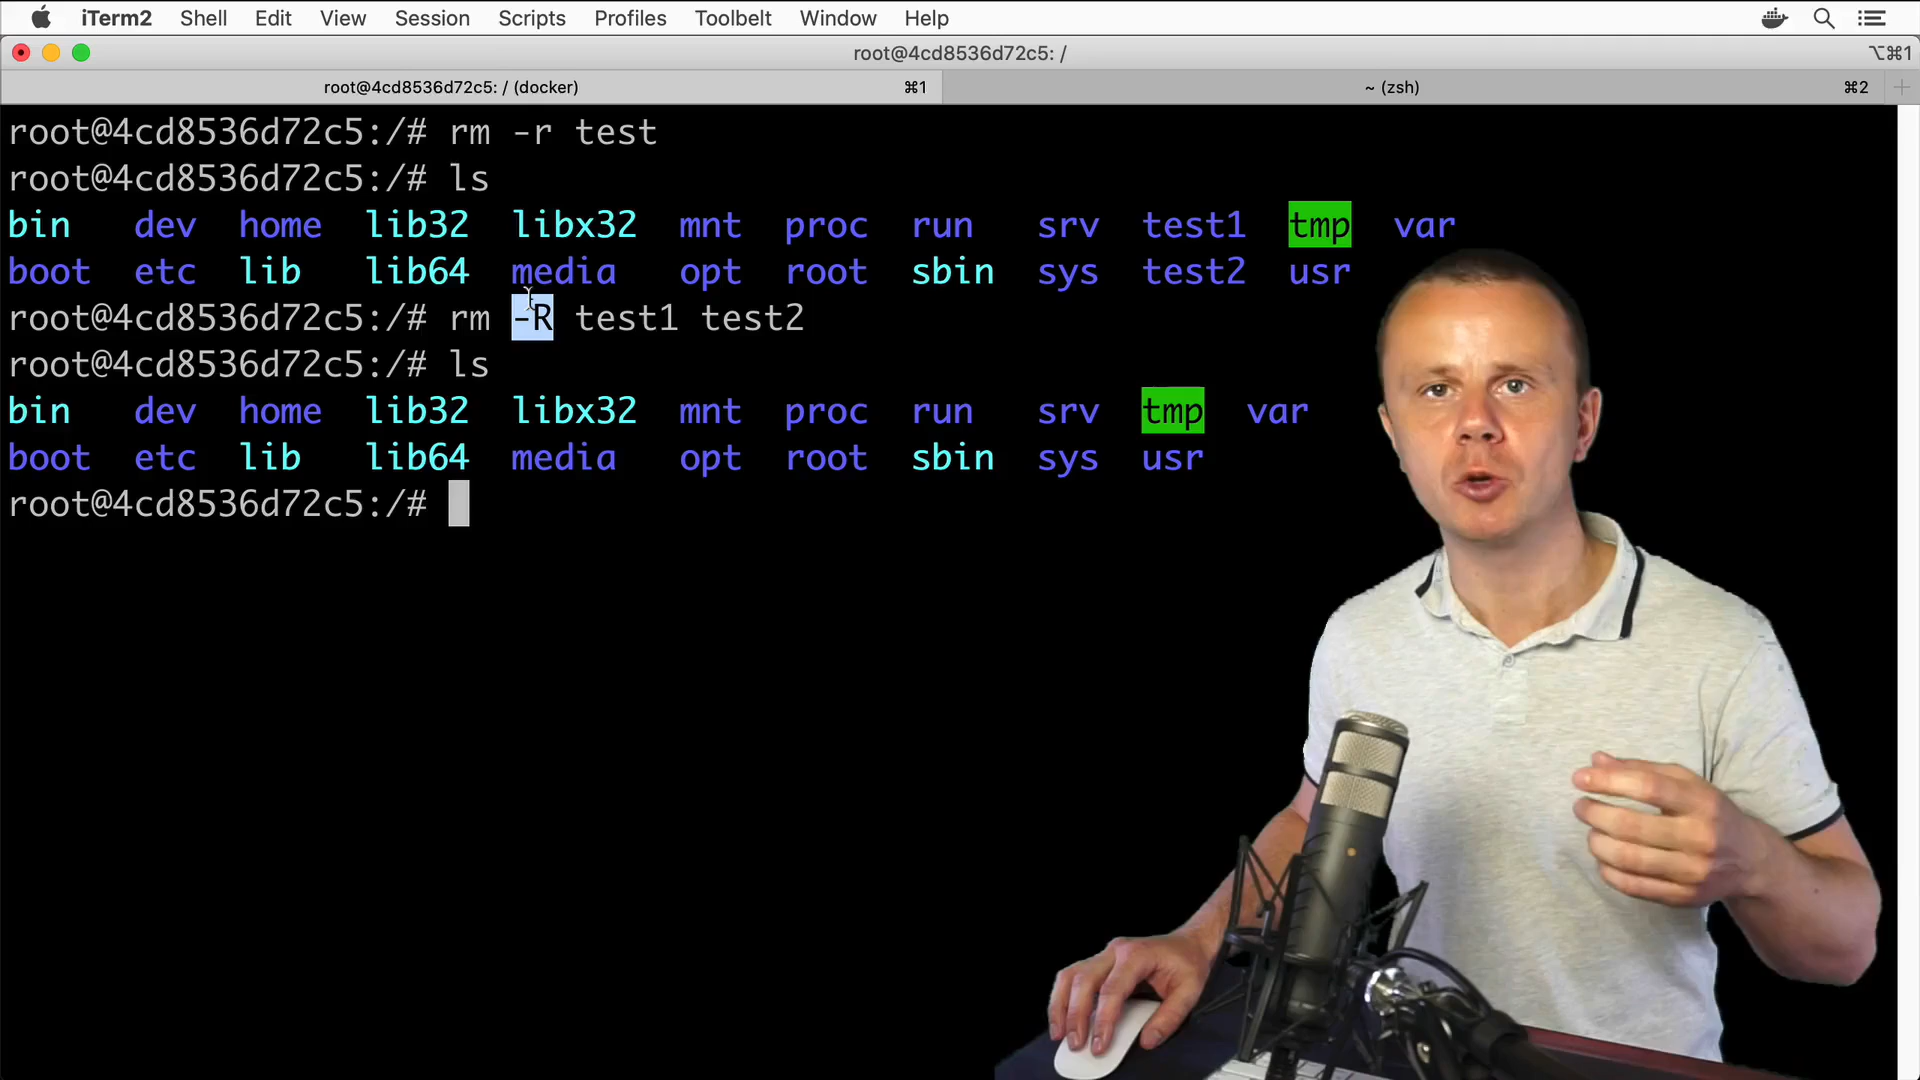 iTerm2 Shell Edit View Session Scripts Profiles Toolbelt Window Help
root@4cd8536d72c5: / ⌥⌘1
root@4cd8536d72c5: / (docker) ⌘1 ~ (zsh) ⌘2 +
root@4cd8536d72c5:/# rm -r test
root@4cd8536d72c5:/# ls
bin dev home lib32 libx32 mnt proc run srv test1 tmp var
boot etc lib lib64 media opt root sbin sys test2 usr
root@4cd8536d72c5:/# rm -R test1 test2
root@4cd8536d72c5:/# ls
bin dev home lib32 libx32 mnt proc run srv tmp var
boot etc lib lib64 media opt root sbin sys usr
root@4cd8536d72c5:/#